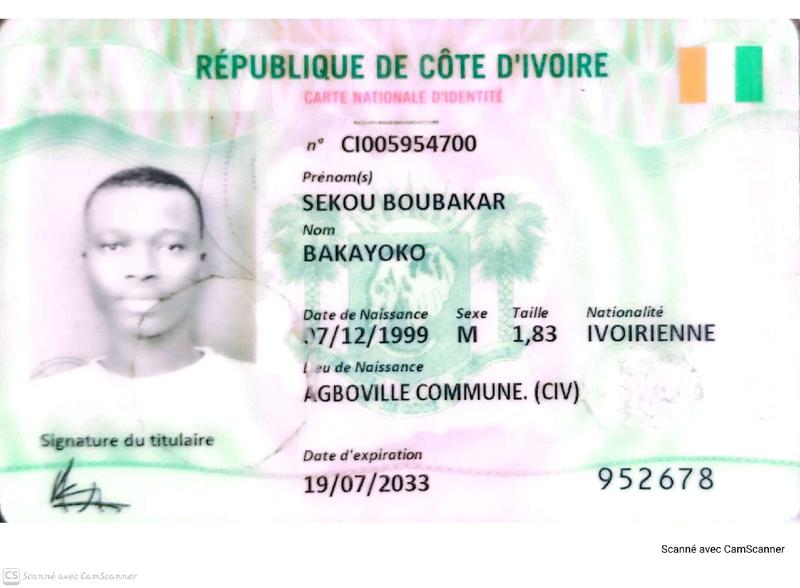 RÉPUBLIQUE DE CÔTE D'IVOIRE
CARTE NATIONALE D'IDENTITÉ
n° CI005954700
Prénom(s)
SEKOU BOUBAKAR
Nom
BAKAYOKO
Date de Naissance Sexe Taille Nationalité
07/12/1999 M 1,83 IVOIRIENNE
Lieu de Naissance
AGBOVILLE COMMUNE. (CIV)
Signature du titulaire
Date d'expiration
19/07/2033
952678
Scanné avec CamScanner
CS Scanné avec CamScanner